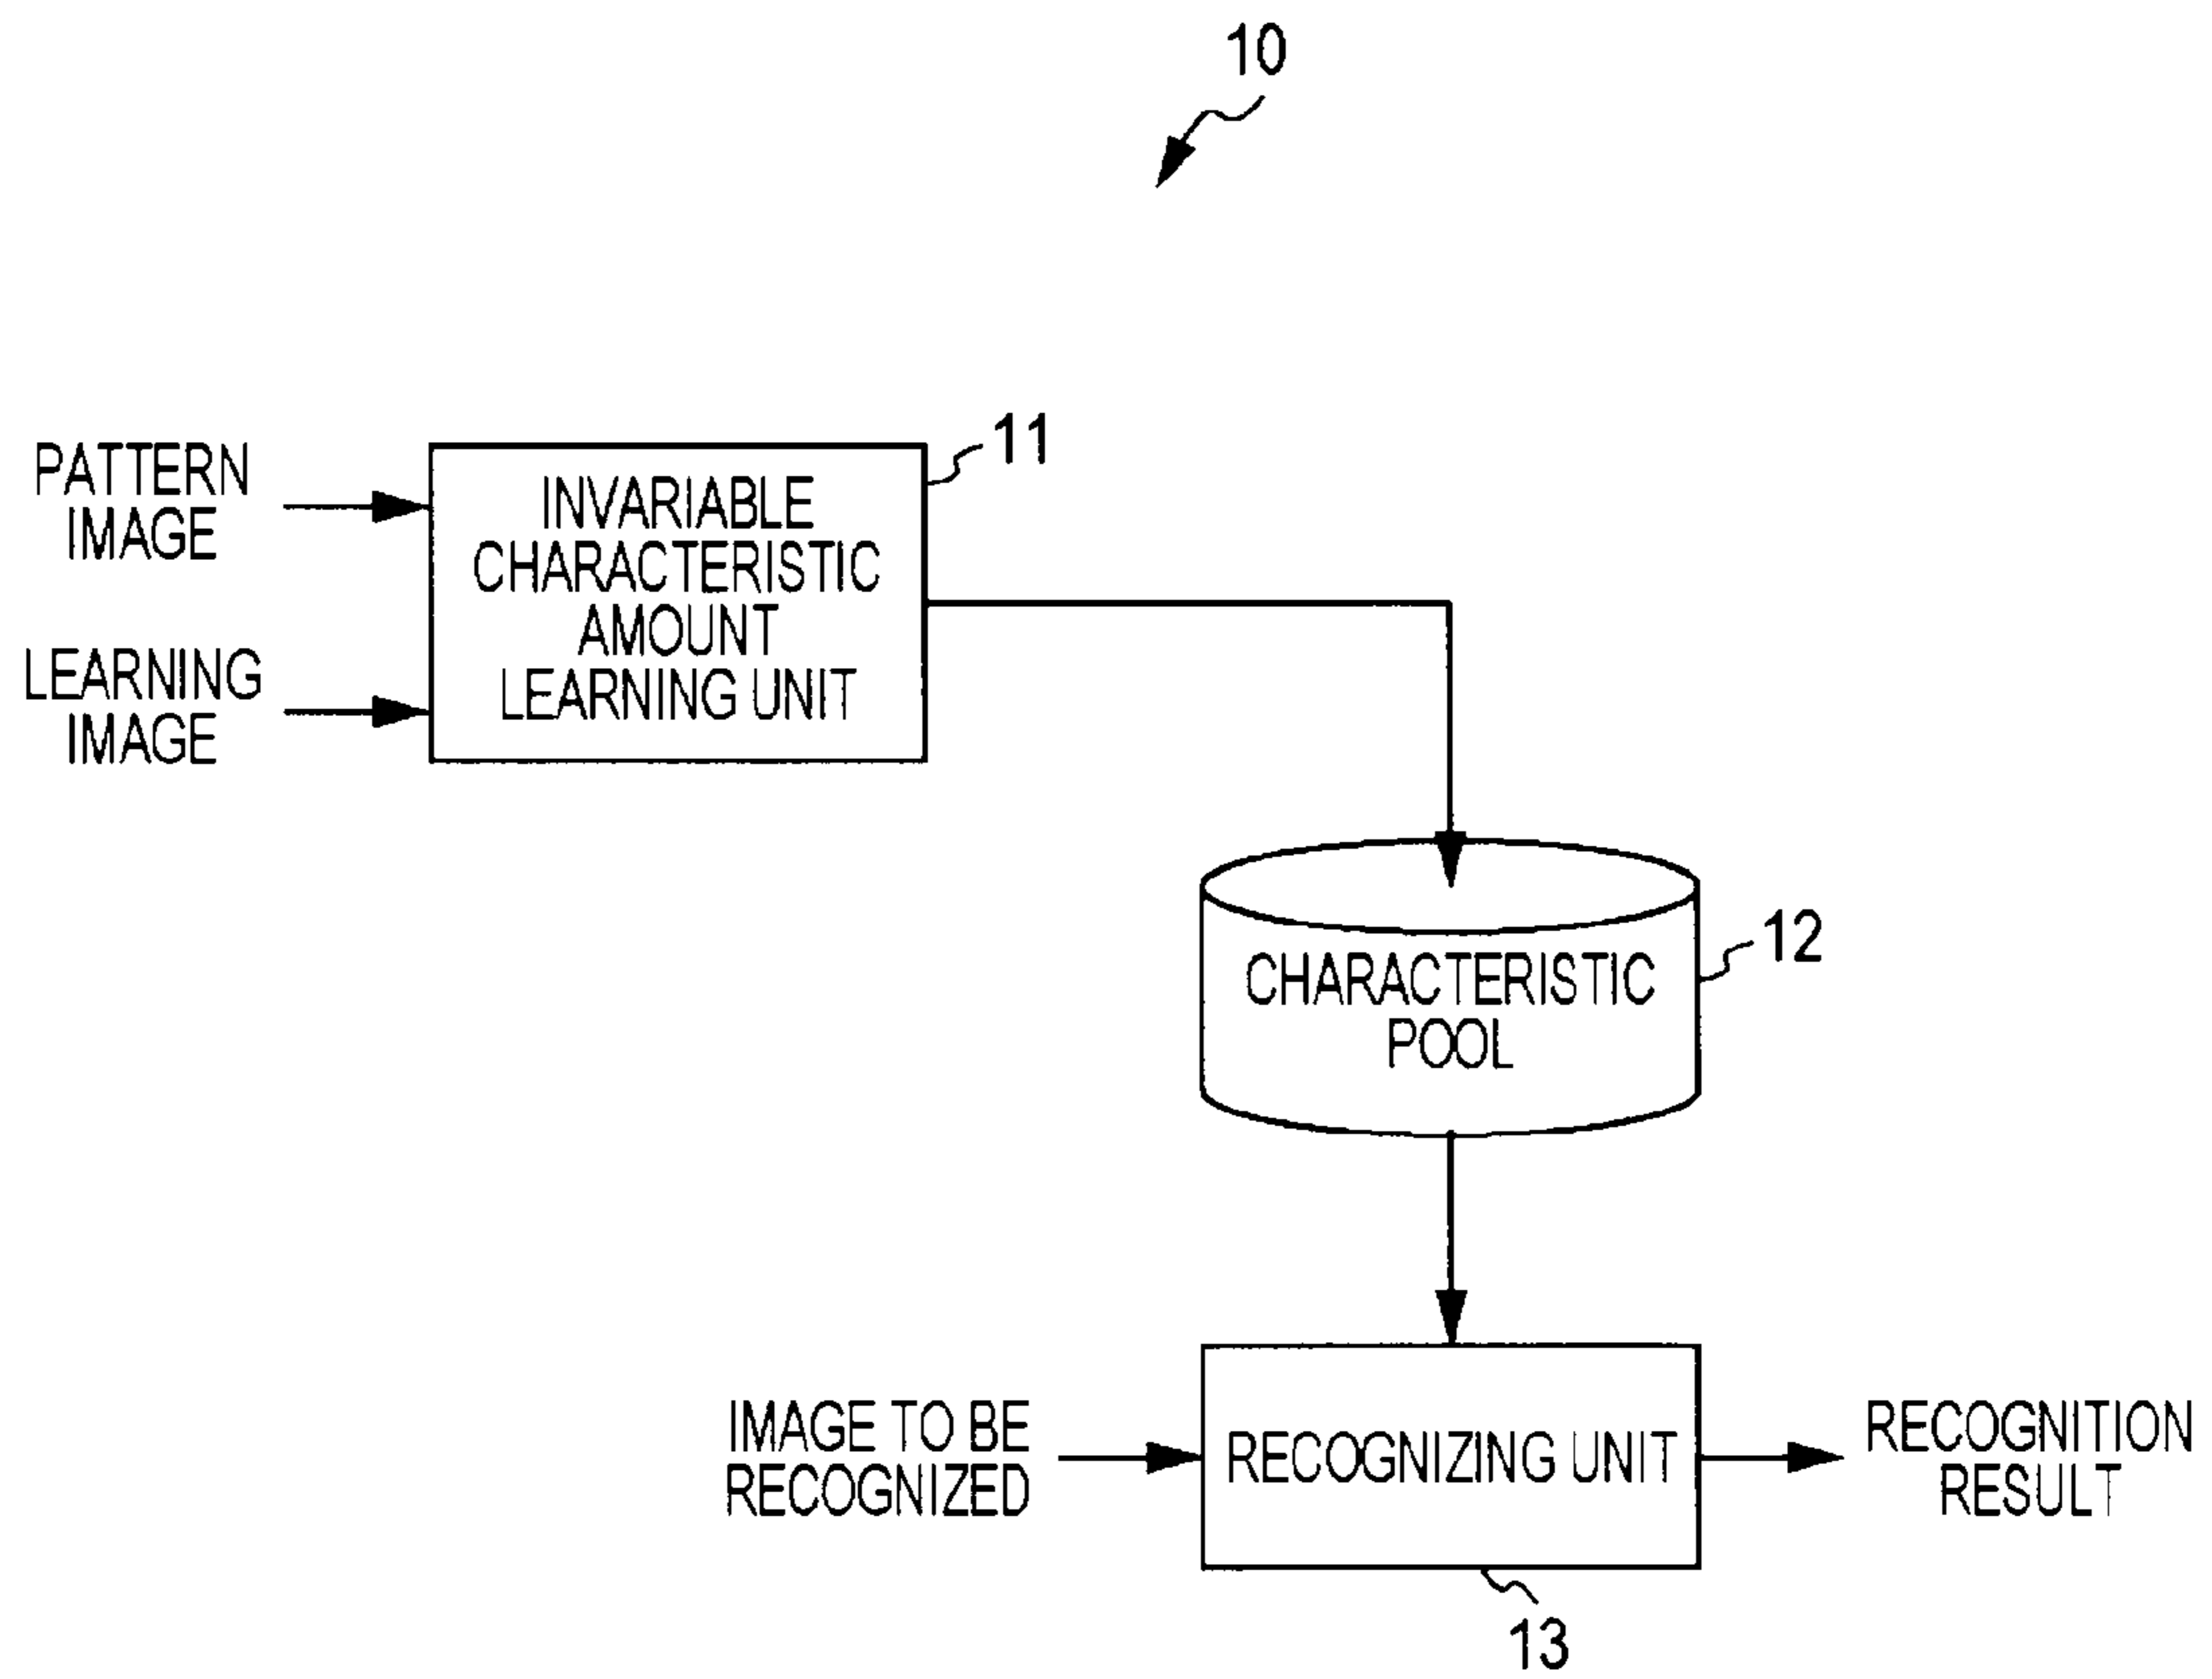 10
11
PATTERN
IMAGE
INVARIABLE
CHARACTERISTIC
AMOUNT
LEARNING UNIT
LEARNING
IMAGE
12
CHARACTERISTIC
POOL
IMAGE TO BE
RECOGNIZED
RECOGNIZING UNIT
RECOGNITION
RESULT
13